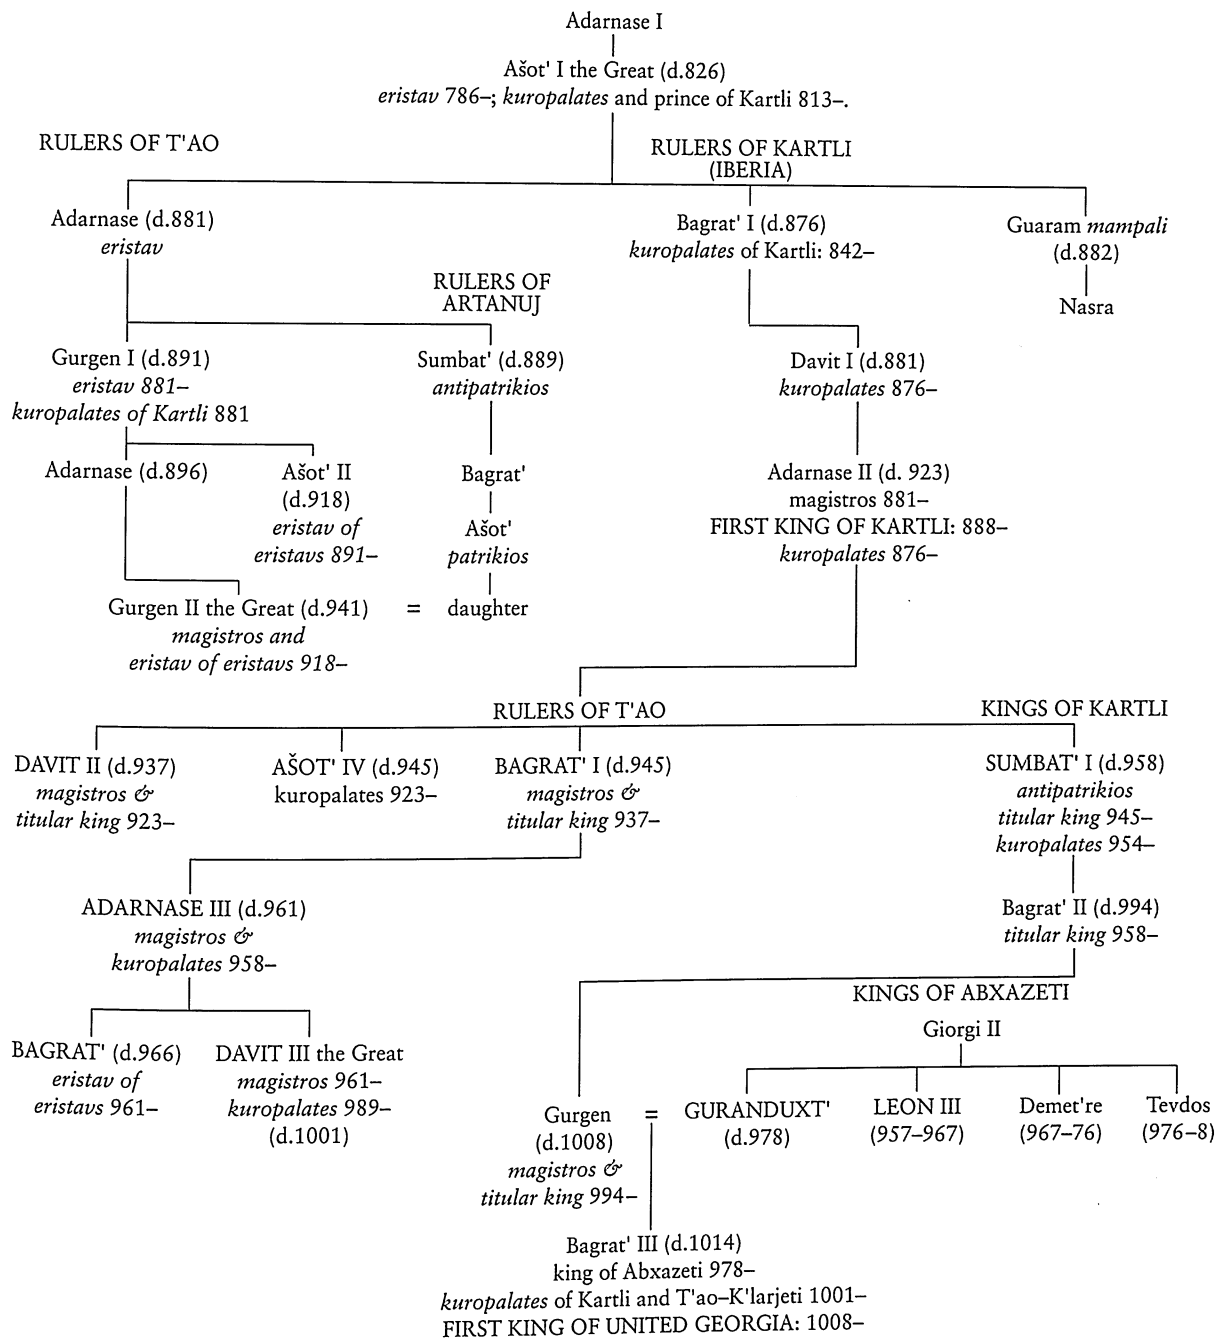 Adarnase I
Ašot' I the Great (d.826)
eristav 786–; kuropalates and prince of Kartli 813–.
RULERS OF T'AO
RULERS OF KARTLI
(IBERIA)
Adarnase (d.881)
eristav
Bagrat' I (d.876)
kuropalates of Kartli: 842–
Guaram mampali
(d.882)
Nasra
RULERS OF
ARTANUJ
Gurgen I (d.891)
eristav 881–
kuropalates of Kartli 881
Sumbat' (d.889)
antipatrikios
Davit I (d.881)
kuropalates 876–
Adarnase (d.896)
Ašot' II
(d.918)
eristav of
eristavs 891–
Bagrat'
Ašot'
patrikios
Adarnase II (d. 923)
magistros 881–
FIRST KING OF KARTLI: 888–
kuropalates 876–
Gurgen II the Great (d.941) = daughter
magistros and
eristav of eristavs 918–
RULERS OF T'AO
KINGS OF KARTLI
DAVIT II (d.937)
magistros &
titular king 923–
AŠOT' IV (d.945)
kuropalates 923–
BAGRAT' I (d.945)
magistros &
titular king 937–
SUMBAT' I (d.958)
antipatrikios
titular king 945–
kuropalates 954–
ADARNASE III (d.961)
magistros &
kuropalates 958–
Bagrat' II (d.994)
titular king 958–
KINGS OF ABXAZETI
Giorgi II
BAGRAT' (d.966)
eristav of
eristavs 961–
DAVIT III the Great
magistros 961–
kuropalates 989–
(d.1001)
Gurgen
(d.1008)
magistros &
titular king 994–
=
GURANDUXT'
(d.978)
LEON III
(957–967)
Demet're
(967–76)
Tevdos
(976–8)
Bagrat' III (d.1014)
king of Abxazeti 978–
kuropalates of Kartli and T'ao–K'larjeti 1001–
FIRST KING OF UNITED GEORGIA: 1008–